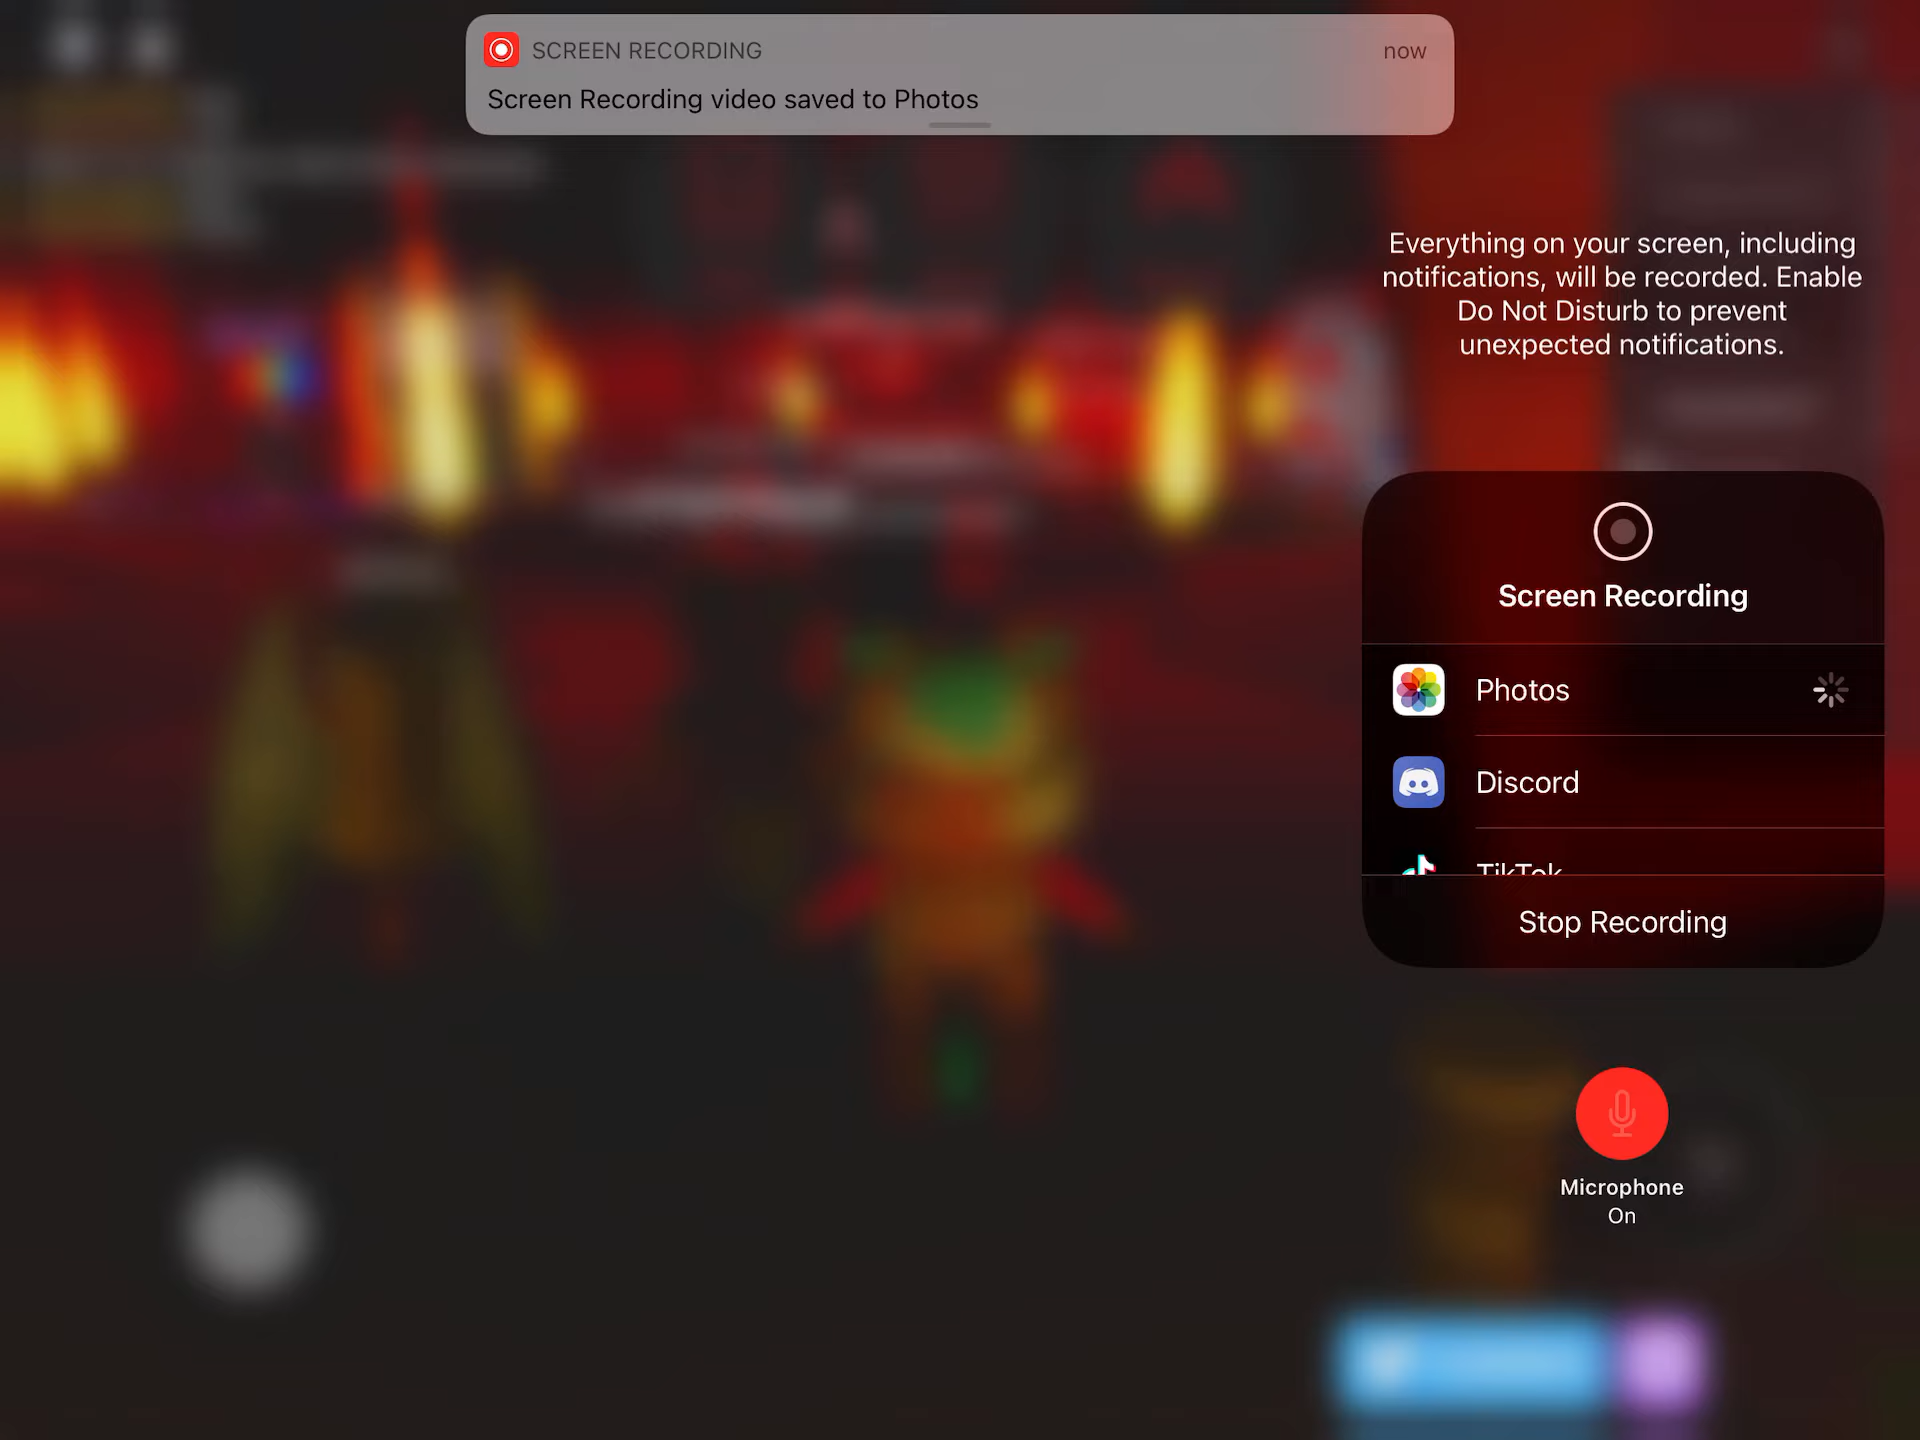 SCREEN RECORDING
now
Screen Recording video saved to Photos
Everything on your screen, including
notifications, will be recorded. Enable
Do Not Disturb to prevent
unexpected notifications.
Screen Recording
Photos
Discord
TikTok
Stop Recording
Microphone
On